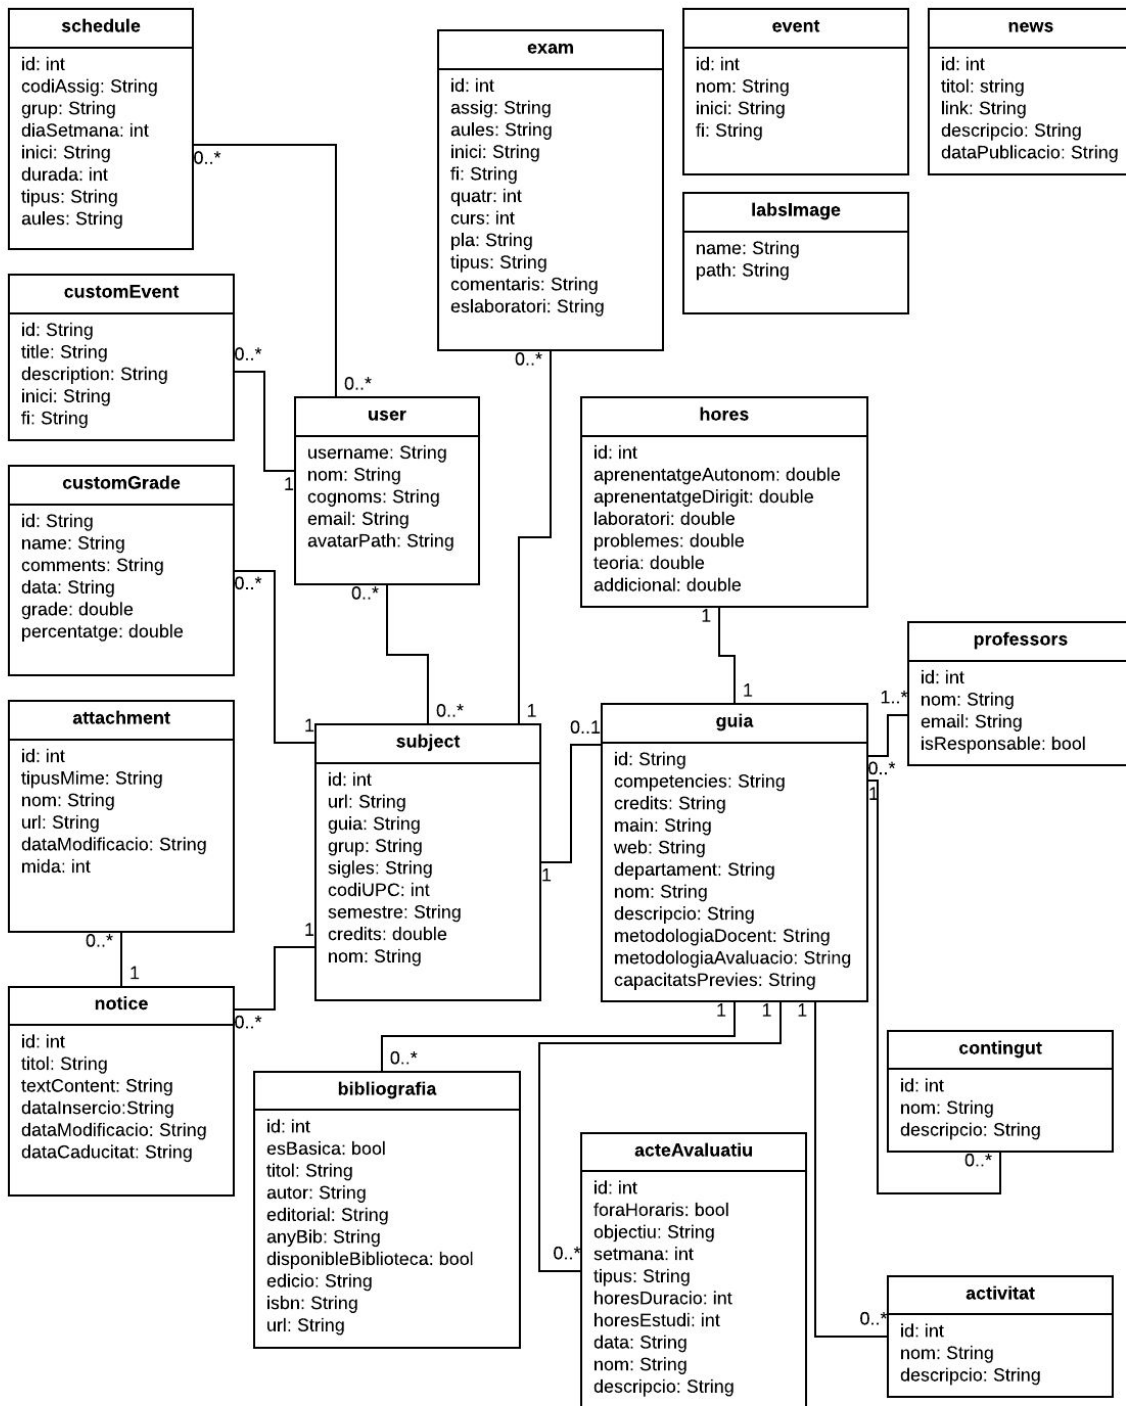 schedule
id: int
codiAssig: String
grup: String
diaSetmana: int
inici: String
durada: int
tipus: String
aules: String
0..*
0..*
exam
id: int
assig: String
aules: String
inici: String
fi: String
quatr: int
curs: int
pla: String
tipus: String
comentaris: String
eslaboratori: String
0..*
1
event
id: int
nom: String
inici: String
fi: String
news
id: int
titol: string
link: String
descripcio: String
dataPublicacio: String
labsImage
name: String
path: String
customEvent
id: String
title: String
description: String
inici: String
fi: String
0..*
1
user
username: String
nom: String
cognoms: String
email: String
avatarPath: String
0..*
0..*
hores
id: int
aprenentatgeAutonom: double
aprenentatgeDirigit: double
laboratori: double
problemes: double
teoria: double
addicional: double
1
1
customGrade
id: String
name: String
comments: String
data: String
grade: double
percentatge: double
0..*
1
professors
id: int
nom: String
email: String
isResponsable: bool
1..*
0..*
attachment
id: int
tipusMime: String
nom: String
url: String
dataModificacio: String
mida: int
0..*
1
subject
id: int
url: String
guia: String
grup: String
sigles: String
codiUPC: int
semestre: String
credits: double
nom: String
0..1
1
guia
id: String
competencies: String
credits: String
main: String
web: String
departament: String
nom: String
descripcio: String
metodologiaDocent: String
metodologiaAvaluacio: String
capacitatsPrevies: String
1
1
1
1
notice
id: int
titol: String
textContent: String
dataInsercio:String
dataModificacio: String
dataCaducitat: String
1
0..*
bibliografia
id: int
esBasica: bool
titol: String
autor: String
editorial: String
anyBib: String
disponibleBiblioteca: bool
edicio: String
isbn: String
url: String
0..*
acteAvaluatiu
id: int
foraHoraris: bool
objectiu: String
setmana: int
tipus: String
horesDuracio: int
horesEstudi: int
data: String
nom: String
descripcio: String
0..*
contingut
id: int
nom: String
descripcio: String
0..*
activitat
id: int
nom: String
descripcio: String
0..*